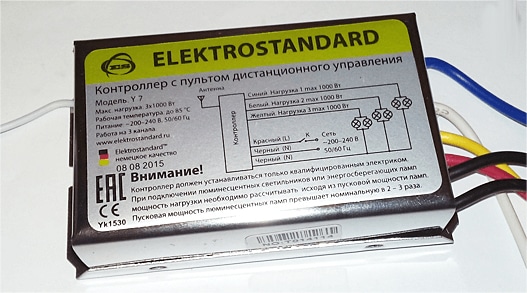 ELEKTROSTANDARD
Контроллер с пультом дистанционного управления
Модель: Y 7
Макс. нагрузка: 3x1000 Вт
Рабочая температура: до 85 °C
Питание: ~200-240 В, 50/60 Гц
Работа на 3 канала
www.elektrostandard.ru
Elektrostandard™
немецкое качество
08 08 2015
Антенна
Контроллер
Синий Нагрузка 1 max 1000 Вт
Белый Нагрузка 2 max 1000 Вт
Желтый Нагрузка 3 max 1000 Вт
Красный (L)
K
Сеть
Черный (N)
~200-240 В
Черный (N)
50/60 Гц
EAC
CE
Yk1530
Внимание!
Контроллер должен устанавливаться только квалифицированным электриком.
При подключении люминесцентных светильников или энергосберегающих ламп
мощность нагрузки необходимо рассчитывать исходя из пусковой мощности ламп.
Пусковая мощность люминесцентных ламп превышает номинальную в 2 – 3 раза.